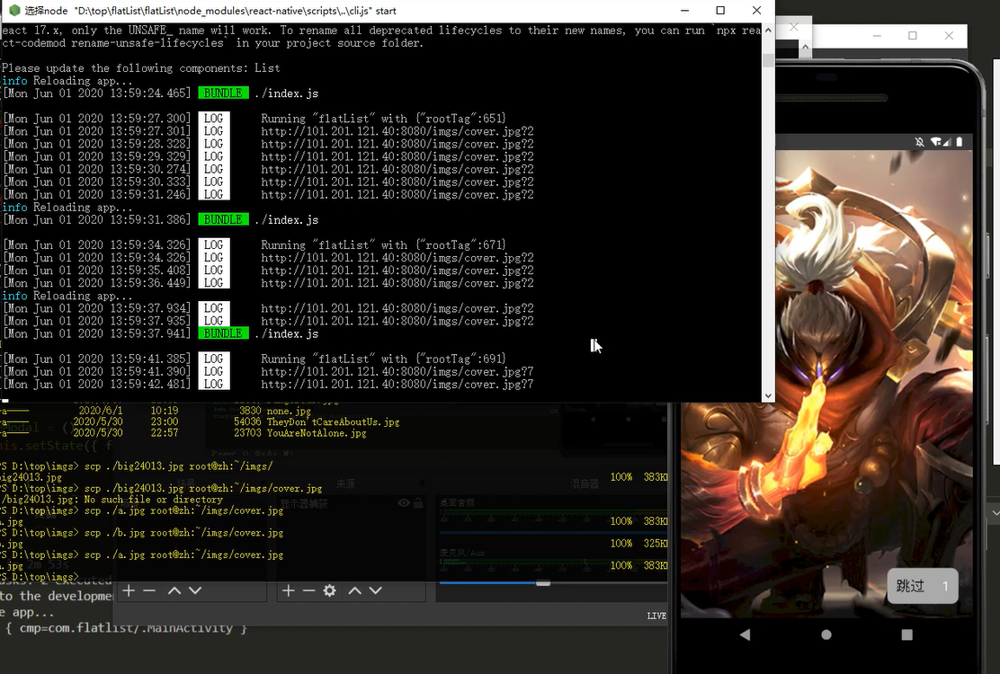 选择node "D:\top\flatList\flatList\node_modules\react-native\scripts\..\cli.js" start
eact 17.x, only the UNSAFE_ name will work. To rename all deprecated lifecycles to their new names, you can run `npx rea
ct-codemod rename-unsafe-lifecycles` in your project source folder.
Please update the following components: List
info Reloading app...
[Mon Jun 01 2020 13:59:24.465] BUNDLE ./index.js
[Mon Jun 01 2020 13:59:27.300] LOG Running "flatList" with {"rootTag":651}
[Mon Jun 01 2020 13:59:27.301] LOG http://101.201.121.40:8080/imgs/cover.jpg?2
[Mon Jun 01 2020 13:59:28.328] LOG http://101.201.121.40:8080/imgs/cover.jpg?2
[Mon Jun 01 2020 13:59:29.329] LOG http://101.201.121.40:8080/imgs/cover.jpg?2
[Mon Jun 01 2020 13:59:30.274] LOG http://101.201.121.40:8080/imgs/cover.jpg?2
[Mon Jun 01 2020 13:59:30.333] LOG http://101.201.121.40:8080/imgs/cover.jpg?2
[Mon Jun 01 2020 13:59:31.246] LOG http://101.201.121.40:8080/imgs/cover.jpg?2
info Reloading app...
[Mon Jun 01 2020 13:59:31.386] BUNDLE ./index.js
[Mon Jun 01 2020 13:59:34.326] LOG Running "flatList" with {"rootTag":671}
[Mon Jun 01 2020 13:59:34.326] LOG http://101.201.121.40:8080/imgs/cover.jpg?2
[Mon Jun 01 2020 13:59:35.408] LOG http://101.201.121.40:8080/imgs/cover.jpg?2
[Mon Jun 01 2020 13:59:36.449] LOG http://101.201.121.40:8080/imgs/cover.jpg?2
info Reloading app...
[Mon Jun 01 2020 13:59:37.934] LOG http://101.201.121.40:8080/imgs/cover.jpg?2
[Mon Jun 01 2020 13:59:37.935] LOG http://101.201.121.40:8080/imgs/cover.jpg?2
[Mon Jun 01 2020 13:59:37.941] BUNDLE ./index.js
[Mon Jun 01 2020 13:59:41.385] LOG Running "flatList" with {"rootTag":691}
[Mon Jun 01 2020 13:59:41.390] LOG http://101.201.121.40:8080/imgs/cover.jpg?7
[Mon Jun 01 2020 13:59:42.481] LOG http://101.201.121.40:8080/imgs/cover.jpg?7
2020/6/1 10:19 3830 none.jpg
2020/5/30 23:00 54036 TheyDon'tCareAboutUs.jpg
2020/5/30 22:57 23703 YouAreNotAlone.jpg
his.setState({ f
PS D:\top\imgs> scp ./big24013.jpg root@zh:~/imgs/
big24013.jpg 100% 383K
PS D:\top\imgs> scp ./big24013.jpg root@zh:~/imgs/cover.jpg
./big24013.jpg: No such file or directory
PS D:\top\imgs> scp ./a.jpg root@zh:~/imgs/cover.jpg
a.jpg 100% 383K
PS D:\top\imgs> scp ./b.jpg root@zh:~/imgs/cover.jpg
b.jpg 100% 325K
PS D:\top\imgs> scp ./a.jpg root@zh:~/imgs/cover.jpg
a.jpg 100% 383K
PS D:\top\imgs>
来源
混音器
显示器捕获
桌面音频
麦克风/Aux
2m 53s
asks: 2 executed
to the developme
e app...
{ cmp=com.flatlist/.MainActivity }
LIVE
跳过 1